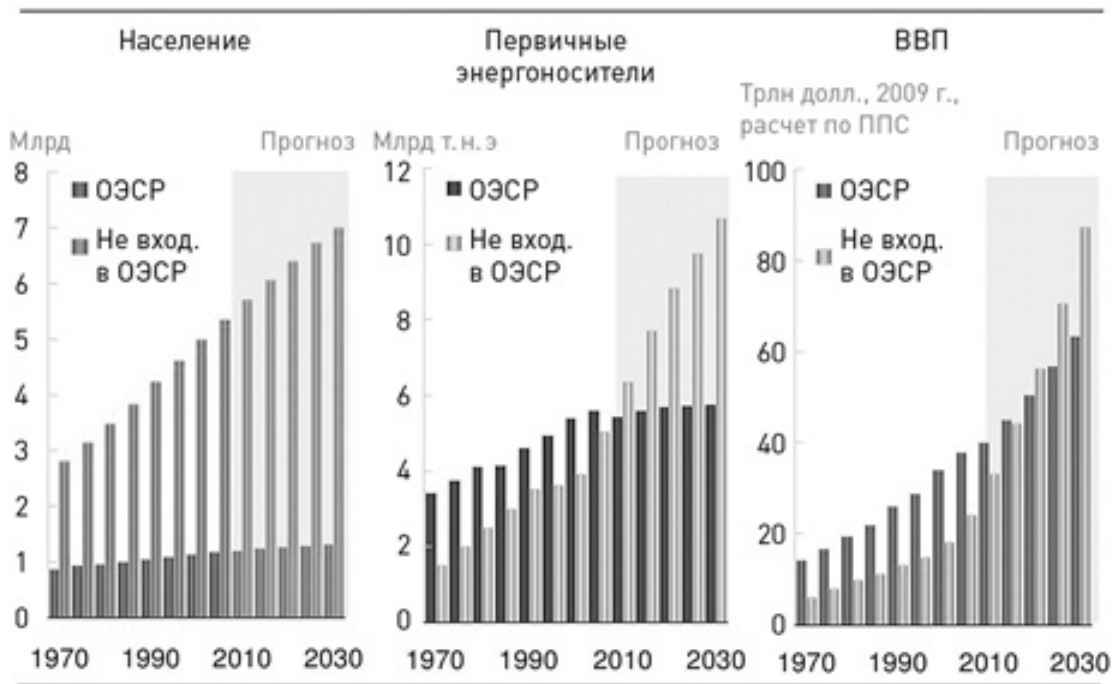 Население
Млрд
Прогноз
8
7
6
5
4
3
2
1
0
ОЭСР
Не вход.
в ОЭСР
1970 1990 2010 2030
Первичные
энергоносители
Млрд т. н. э
Прогноз
12
10
8
6
4
2
0
ОЭСР
Не вход.
в ОЭСР
1970 1990 2010 2030
ВВП
Трлн долл., 2009 г.,
расчет по ППС
Прогноз
100
80
60
40
20
0
ОЭСР
Не вход.
в ОЭСР
1970 1990 2010 2030